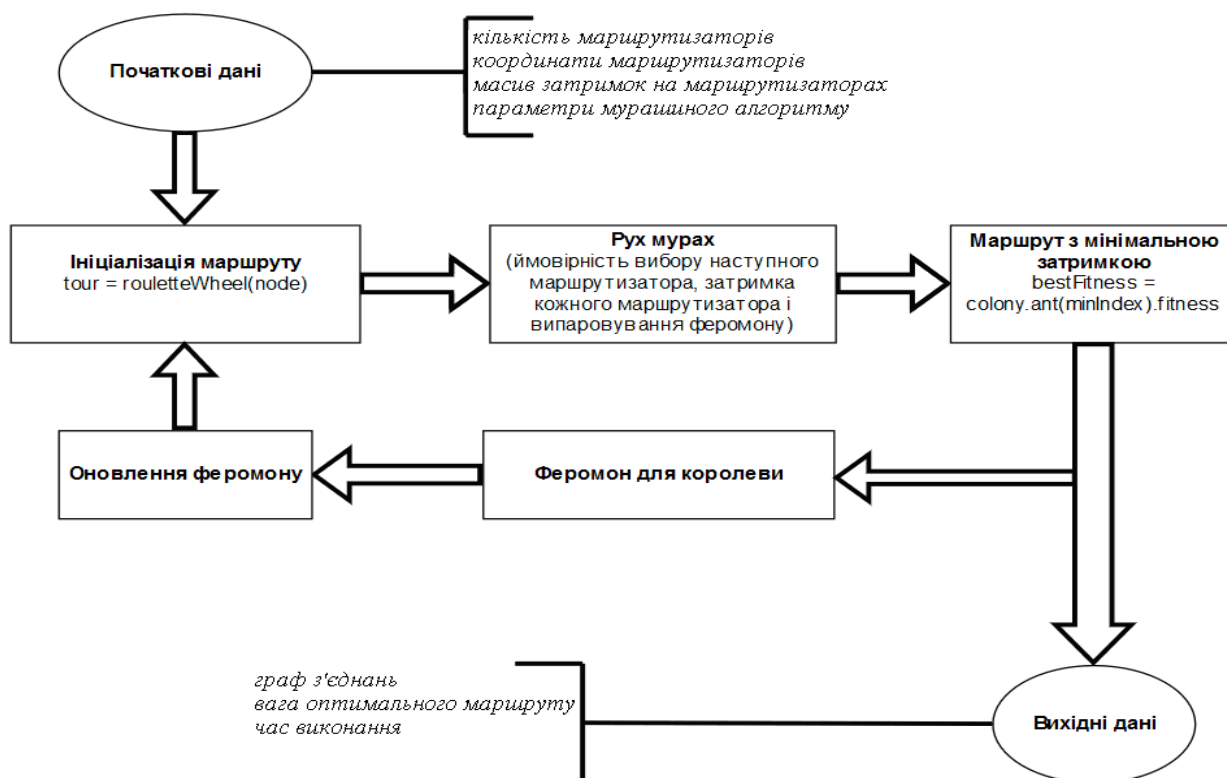 Початкові дані
кількість маршрутизаторів
координати маршрутизаторів
масив затримок на маршрутизаторах
параметри мурашиного алгоритму
Ініціалізація маршруту
tour = rouletteWheel(node)
Рух мурах
(ймовірність вибору наступного
маршрутизатора, затримка
кожного маршрутизатора і
випаровування феромону)
Маршрут з мінімальною
затримкою
bestFitness =
colony.ant(minIndex).fitness
Оновлення феромону
Феромон для королеви
граф з'єднань
вага оптимального маршруту
час виконання
Вихідні дані